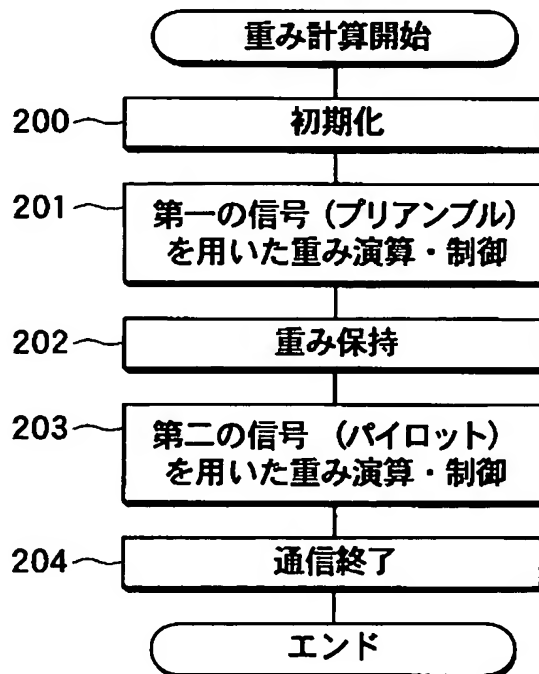 重み計算開始
200
初期化
201
第一の信号(プリアンブル)
を用いた重み演算・制御
202
重み保持
203
第二の信号 (パイロット)
を用いた重み演算・制御
204
通信終了
エンド